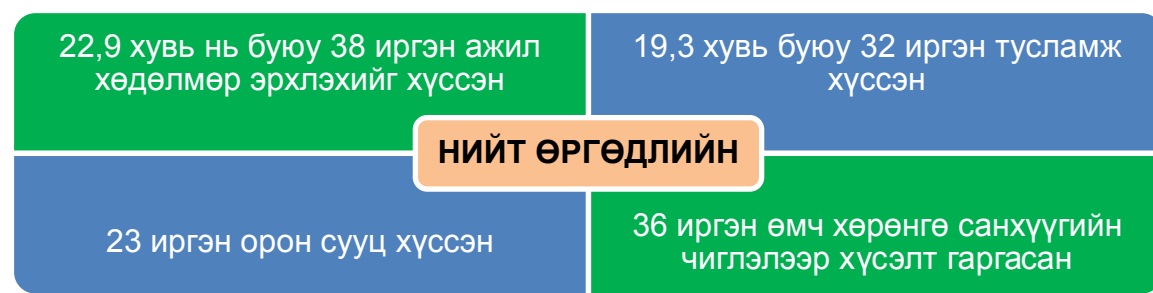 22,9 хувь нь буюу 38 иргэн ажил
хөдөлмөр эрхлэхийг хүссэн
19,3 хувь буюу 32 иргэн тусламж
хүссэн
НИЙТ ӨРГӨДЛИЙН
23 иргэн орон сууц хүссэн
36 иргэн өмч хөрөнгө санхүүгийн
чиглэлээр хүсэлт гаргасан